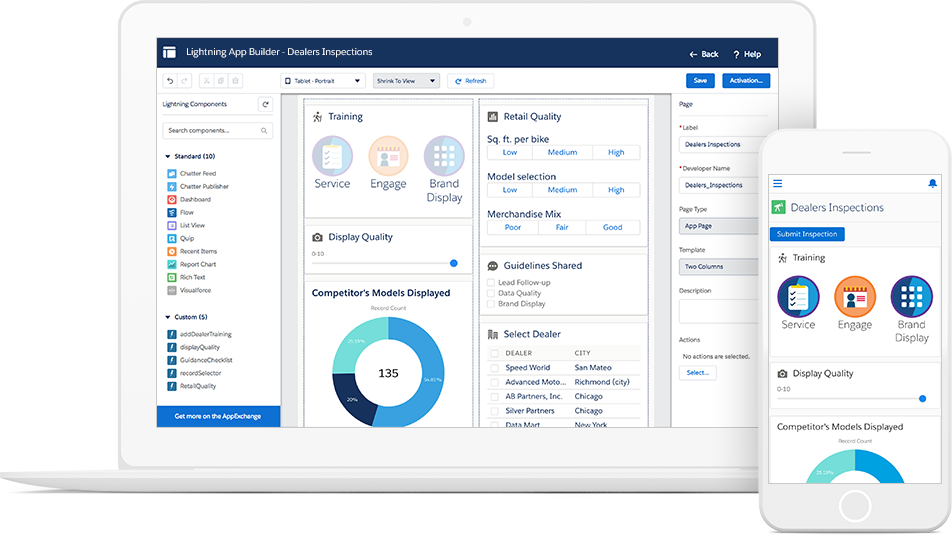 Lightning App Builder - Dealers Inspections
Back
? Help
Tablet - Portrait
Shrink To View
Refresh
Save
Activation...
Lightning Components
Search components...
Standard (10)
Chatter Feed
Chatter Publisher
Dashboard
Flow
List View
Quip
Recent Items
Report Chart
Rich Text
Visualforce
Custom (5)
addDealerTraining
displayQuality
GuidanceChecklist
recordSelector
RetailQuality
Get more on the AppExchange
Training
Service
Engage
Brand
Display
Display Quality
0-10
Competitor's Models Displayed
Record Count
25.19%
54.81%
20%
135
Retail Quality
Sq. ft. per bike
Low Medium High
Model selection
Low Medium High
Merchandise Mix
Poor Fair Good
Guidelines Shared
Lead Follow-up
Data Quality
Brand Display
Select Dealer
DEALER CITY
Speed World San Mateo
Advanced Moto... Richmond (city)
AB Partners, Inc. Chicago
Silver Partners Chicago
Data Mart New York
Page
*Label
Dealers Inspections
*Developer Name
Dealers_Inspections
Page Type
App Page
Template
Two Columns
Description
Actions
No actions are selected.
Select...
Dealers Inspections
Submit Inspection
Training
Service
Engage
Brand
Display
Display Quality
0-10
Competitor's Models Displayed
Record Count
25.19%